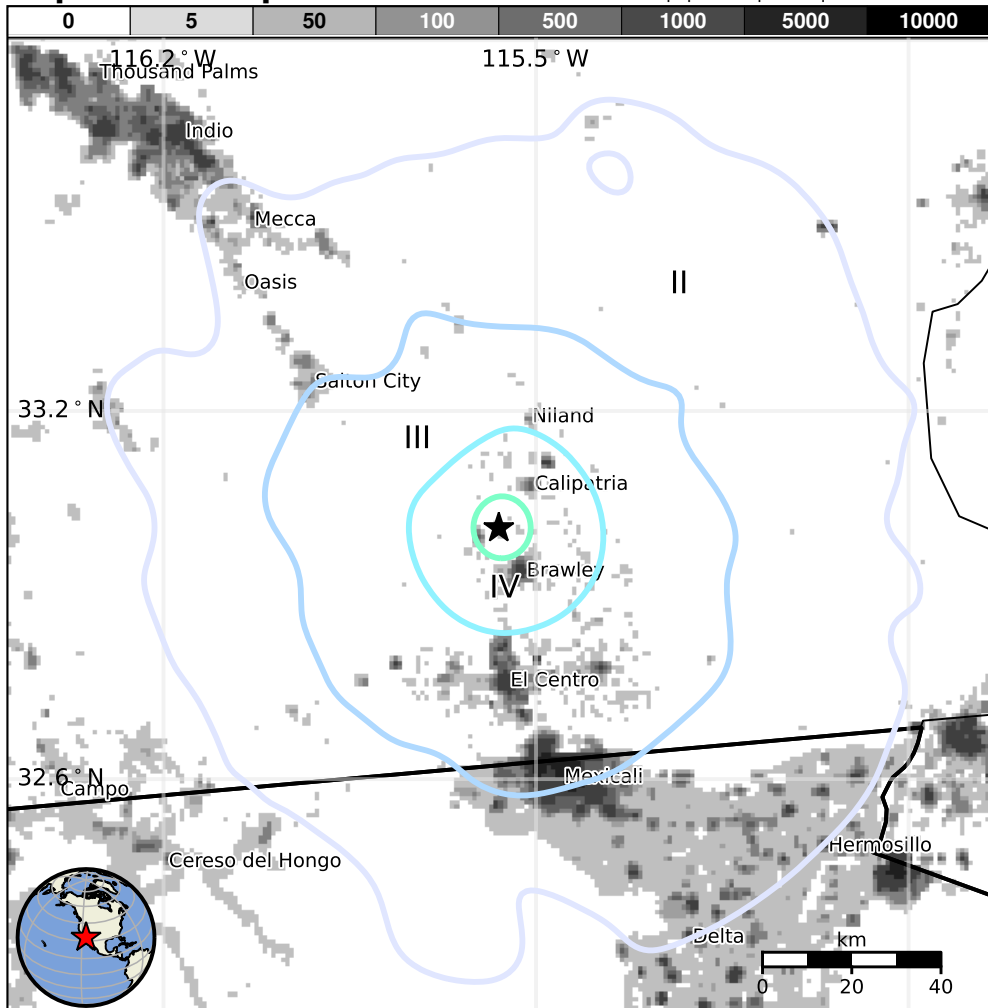 0 5 50 100 500 1000 5000 10000
116.2°W 115.5°W
Thousand Palms
Indio
Mecca
Oasis
II
Salton City
33.2°N
Niland
III
Calipatria
Brawley
IV
El Centro
Mexicali
32.6°N
Campo
Hermosillo
Cereso del Hongo
Delta
km
0 20 40